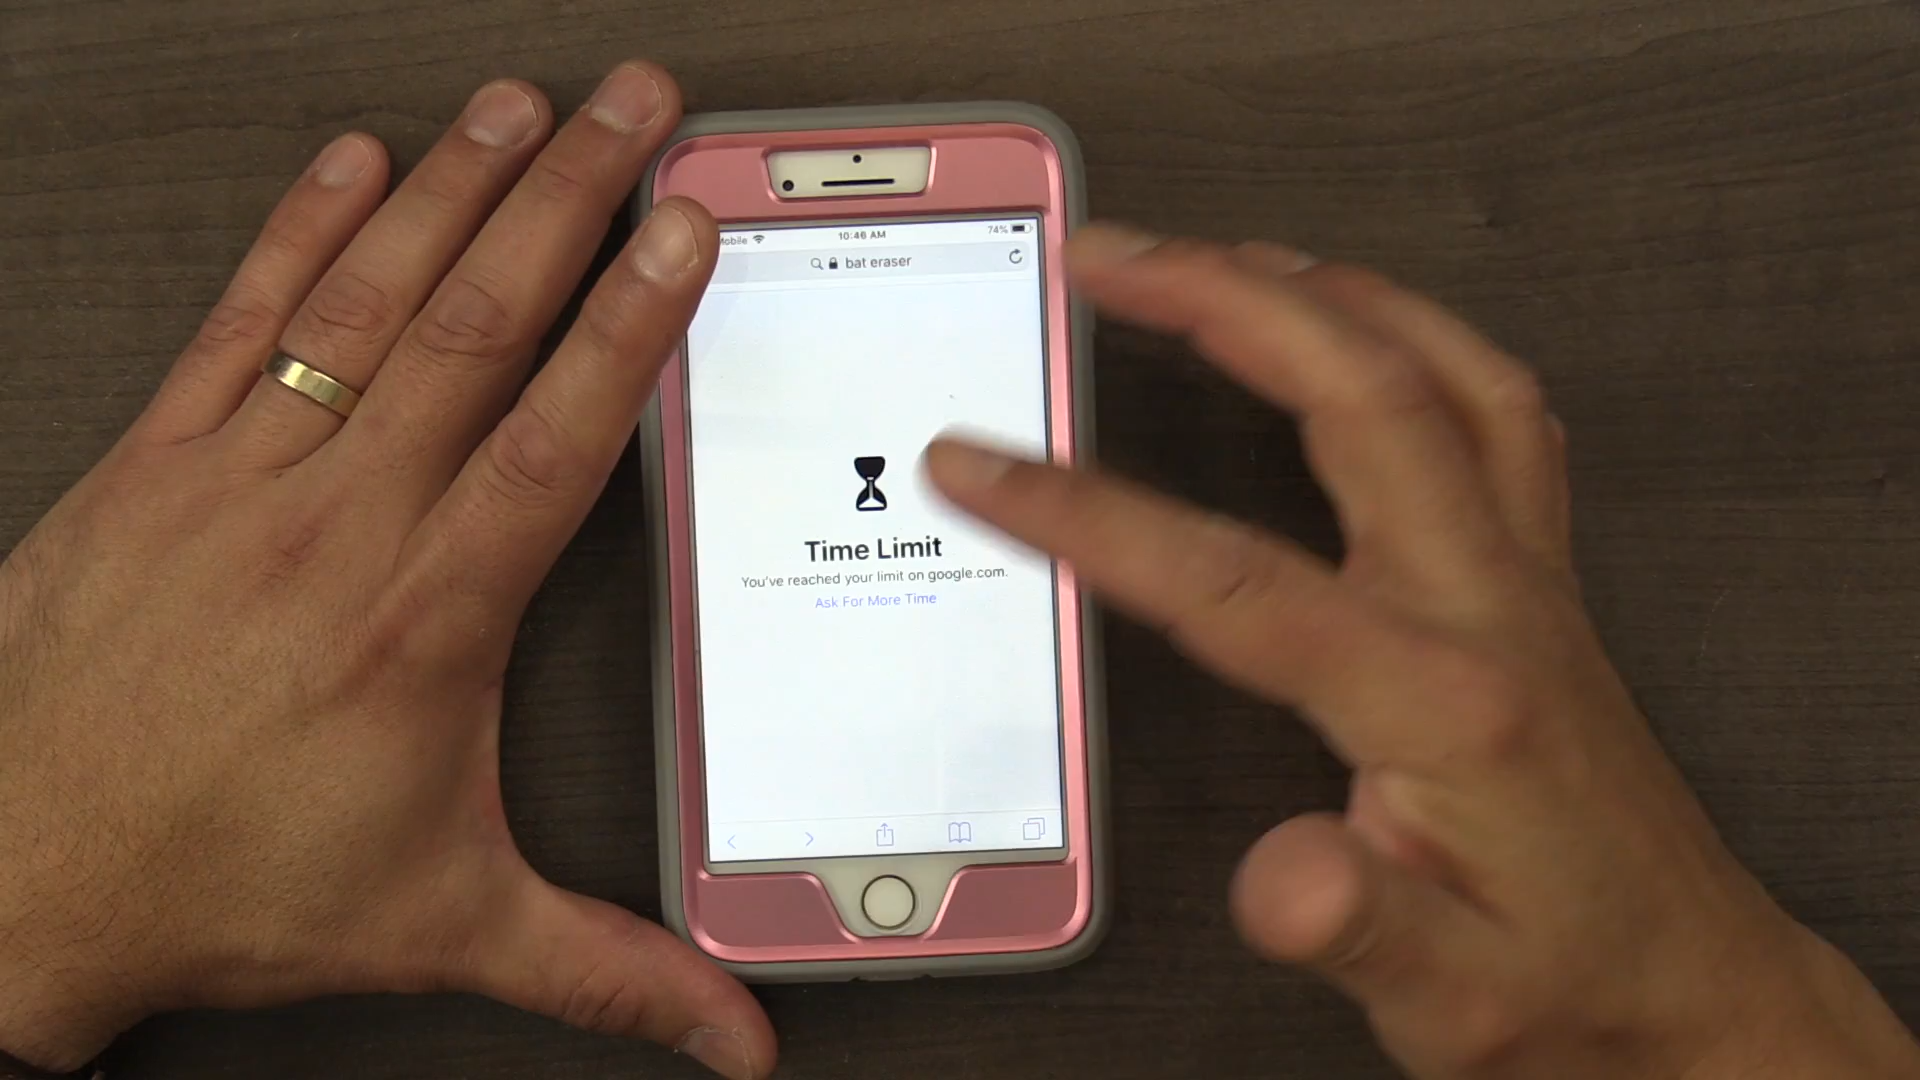 Mobile 10:46 AM 74%
bat eraser
Time Limit
You've reached your limit on google.com.
Ask For More Time